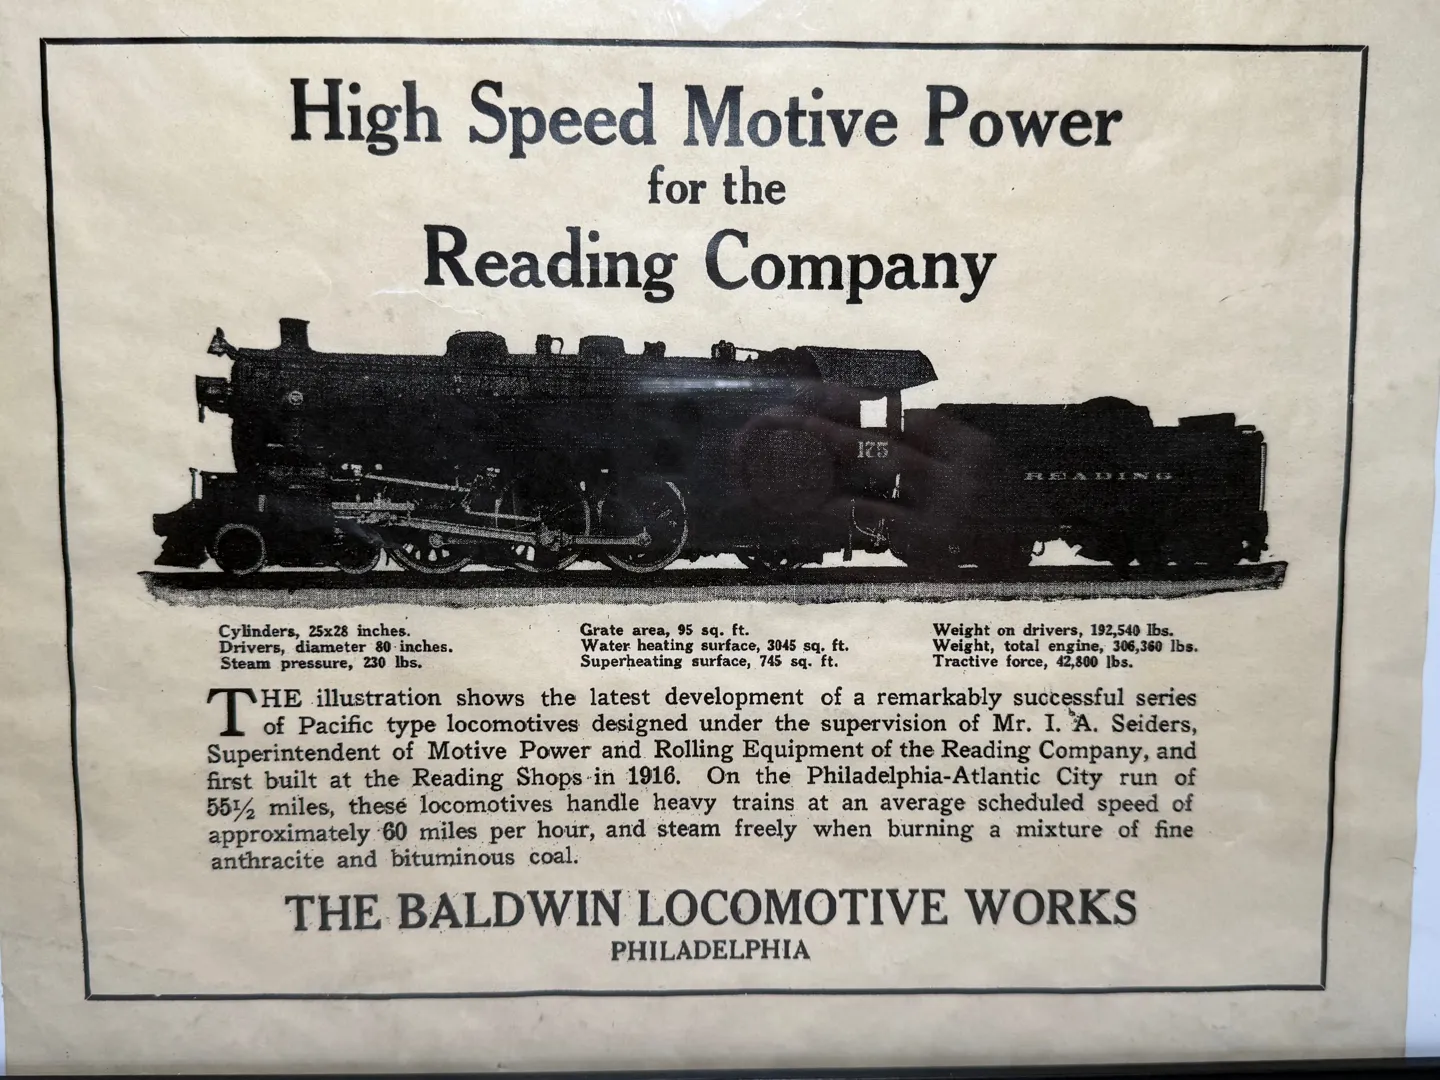 High Speed Motive Power
for the
Reading Company
175
READING
Cylinders, 25x28 inches.
Drivers, diameter 80 inches.
Steam pressure, 230 lbs.
Grate area, 95 sq. ft.
Water heating surface, 3045 sq. ft.
Superheating surface, 745 sq. ft.
Weight on drivers, 192,540 lbs.
Weight, total engine, 306,360 lbs.
Tractive force, 42,800 lbs.
THE illustration shows the latest development of a remarkably successful series
of Pacific type locomotives designed under the supervision of Mr. I. A. Seiders,
Superintendent of Motive Power and Rolling Equipment of the Reading Company, and
first built at the Reading Shops in 1916. On the Philadelphia-Atlantic City run of
55½ miles, these locomotives handle heavy trains at an average scheduled speed of
approximately 60 miles per hour, and steam freely when burning a mixture of fine
anthracite and bituminous coal.
THE BALDWIN LOCOMOTIVE WORKS
PHILADELPHIA